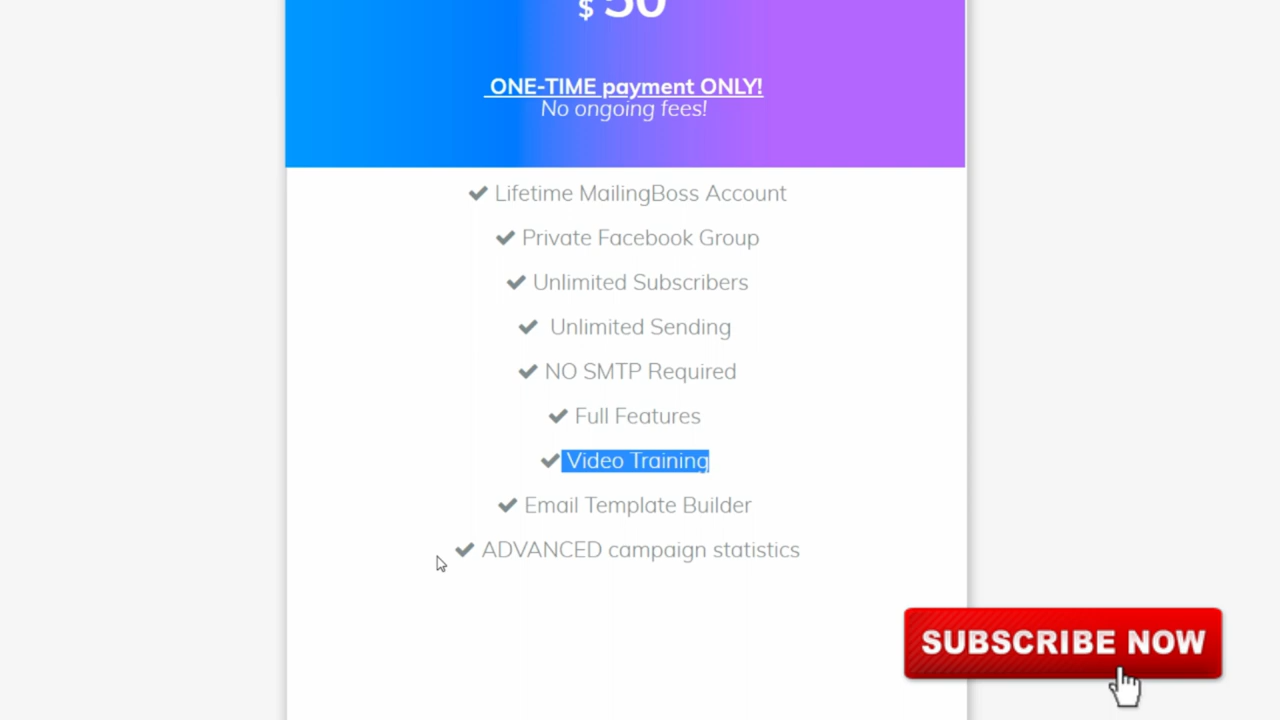 $ 50
ONE-TIME payment ONLY!
No ongoing fees!
Lifetime MailingBoss Account
Private Facebook Group
Unlimited Subscribers
Unlimited Sending
NO SMTP Required
Full Features
Video Training
Email Template Builder
ADVANCED campaign statistics
SUBSCRIBE NOW